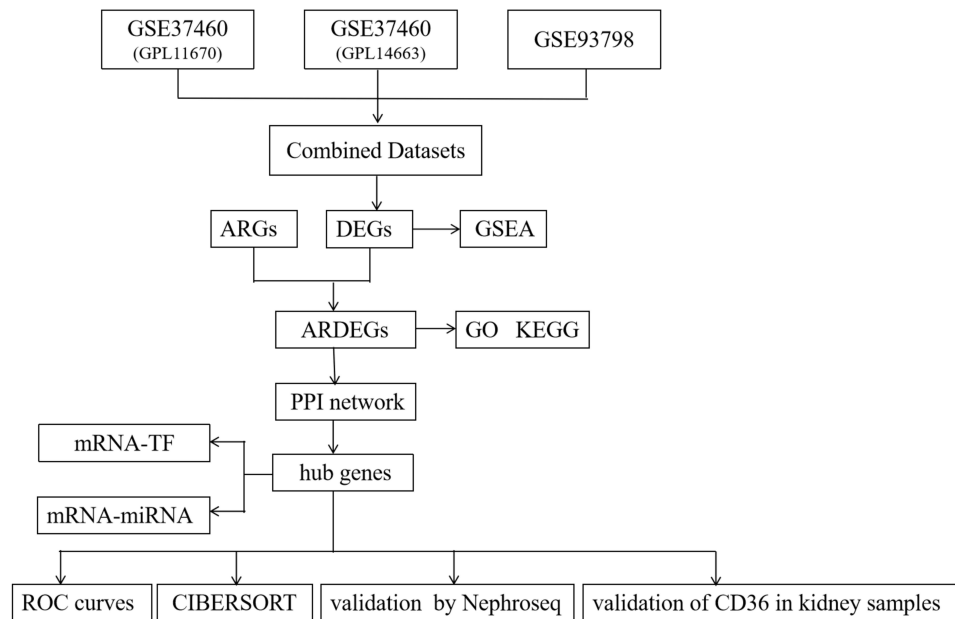 GSE37460
(GPL11670)
GSE37460
(GPL14663)
GSE93798
Combined Datasets
ARGs
DEGs
GSEA
ARDEGs
GO KEGG
PPI network
mRNA-TF
hub genes
mRNA-miRNA
ROC curves
CIBERSORT
validation by Nephroseq
validation of CD36 in kidney samples